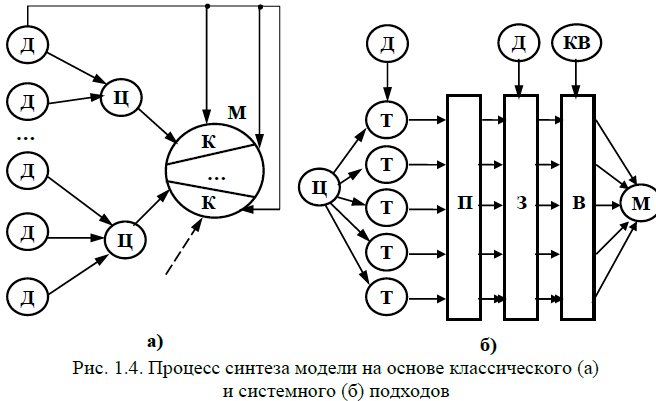 Д
Д
...
Д
Д
Д
Ц
Ц
М
К
...
К
а)
Д
Д
КВ
Ц
Т
Т
Т
Т
Т
П
З
В
М
б)
Рис. 1.4. Процесс синтеза модели на основе классического (а)
и системного (б) подходов